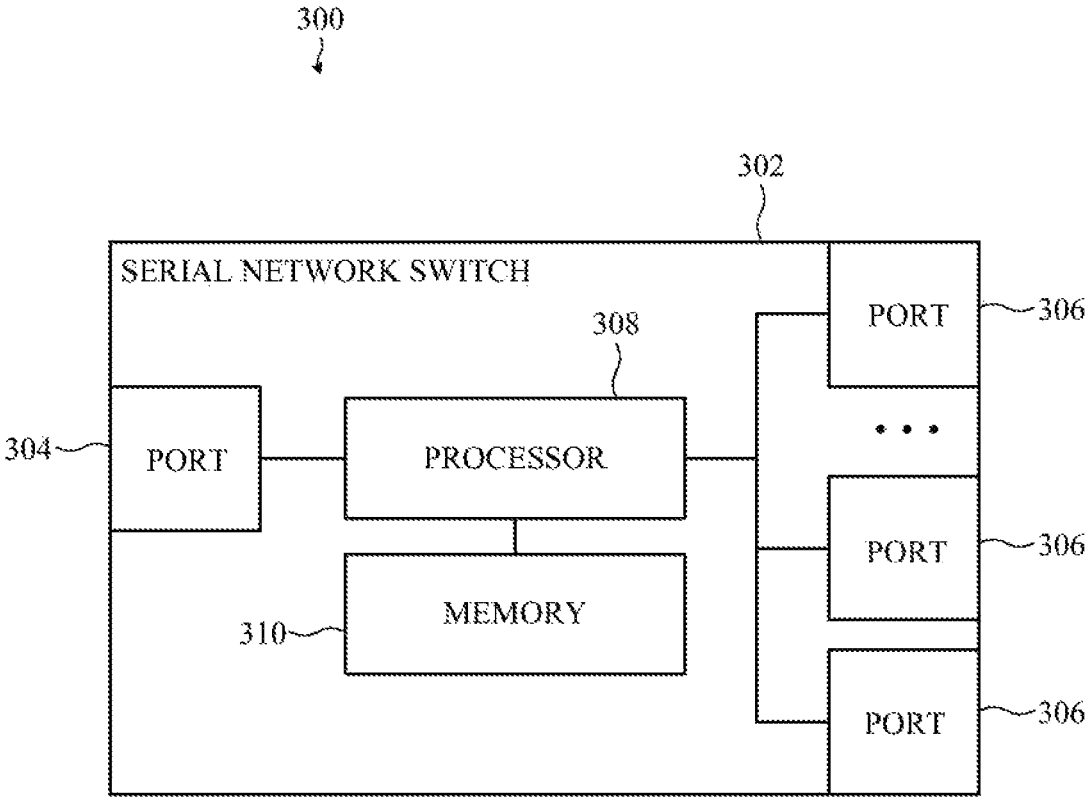 300
302
SERIAL NETWORK SWITCH
PORT
306
308
304
PORT
PROCESSOR
PORT
306
MEMORY
310
PORT
306